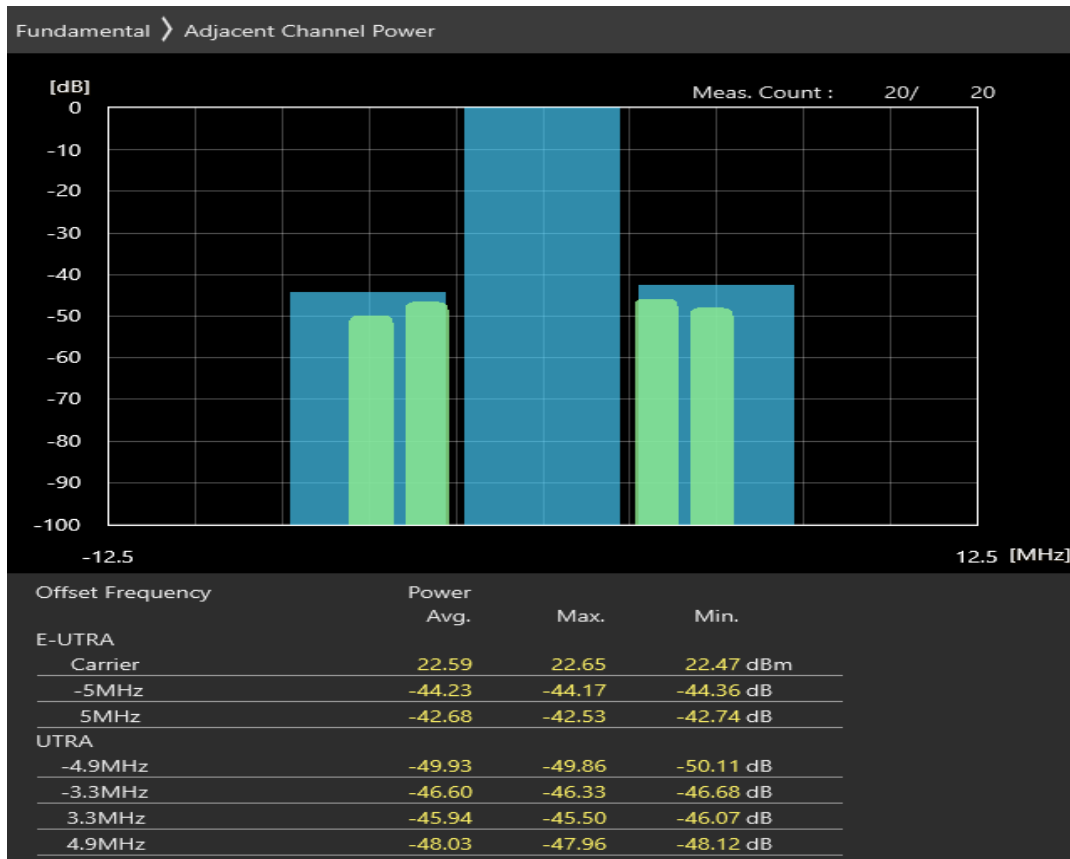 Fundamental ❯ Adjacent Channel Power
[dB]
Meas. Count : 20/ 20
0
-10
-20
-30
-40
-50
-60
-70
-80
-90
-100
-12.5 12.5 [MHz]
Offset Frequency Power
Avg. Max. Min.
E-UTRA
Carrier 22.59 22.65 22.47 dBm
-5MHz -44.23 -44.17 -44.36 dB
5MHz -42.68 -42.53 -42.74 dB
UTRA
-4.9MHz -49.93 -49.86 -50.11 dB
-3.3MHz -46.60 -46.33 -46.68 dB
3.3MHz -45.94 -45.50 -46.07 dB
4.9MHz -48.03 -47.96 -48.12 dB